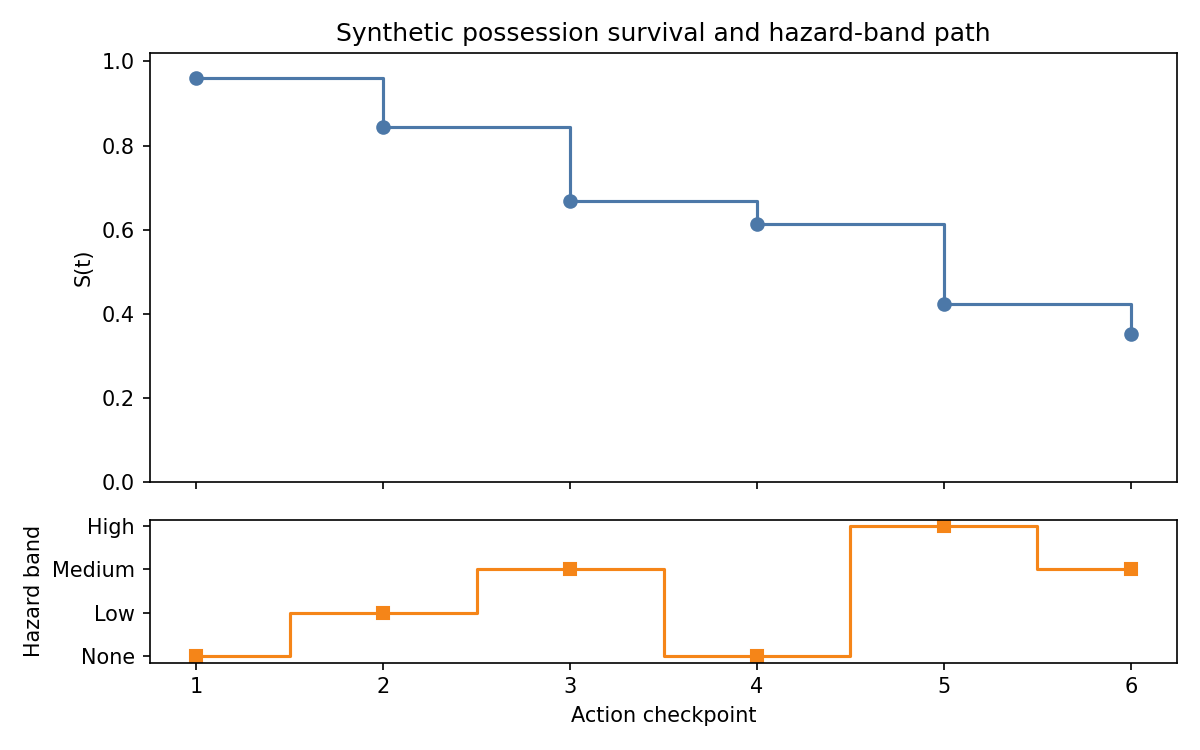 Synthetic possession survival and hazard-band path
1.0
0.8
0.6
0.4
0.2
0.0
S(t)
High
Medium
Low
None
Hazard band
1 2 3 4 5 6
Action checkpoint